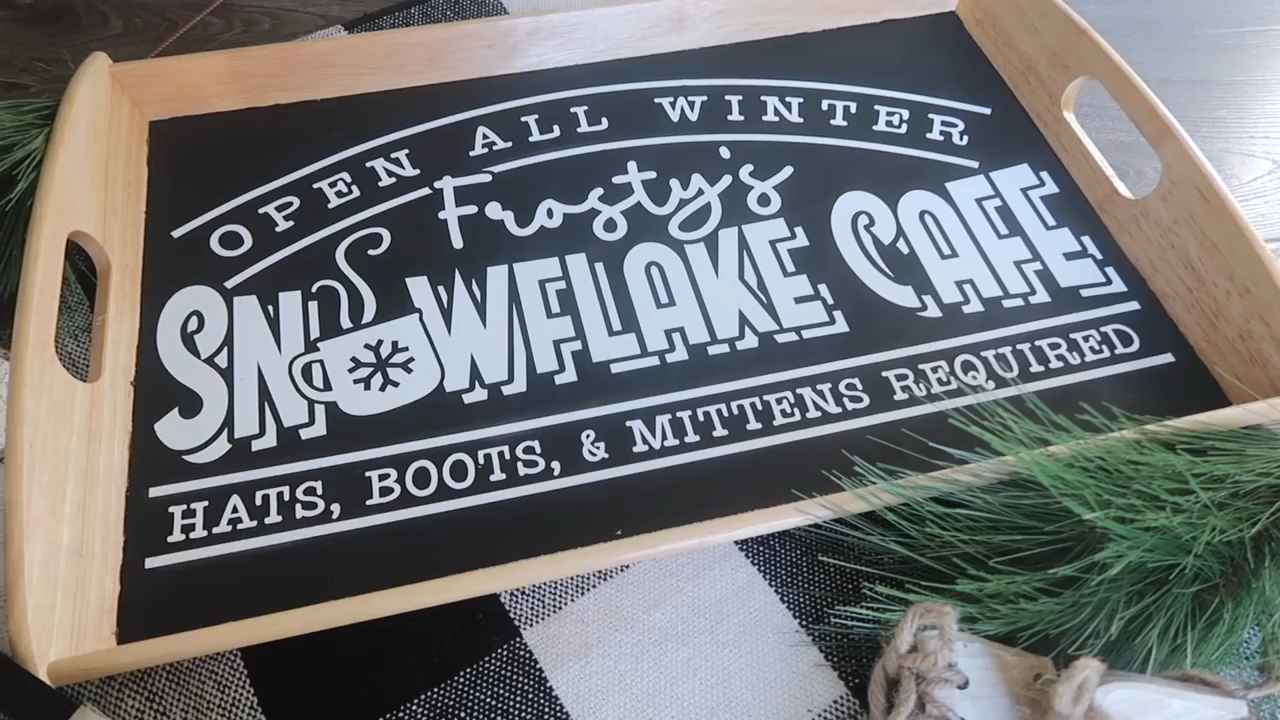 OPEN ALL WINTER
Frosty's
SNOWFLAKE CAFE
HATS, BOOTS, & MITTENS REQUIRED